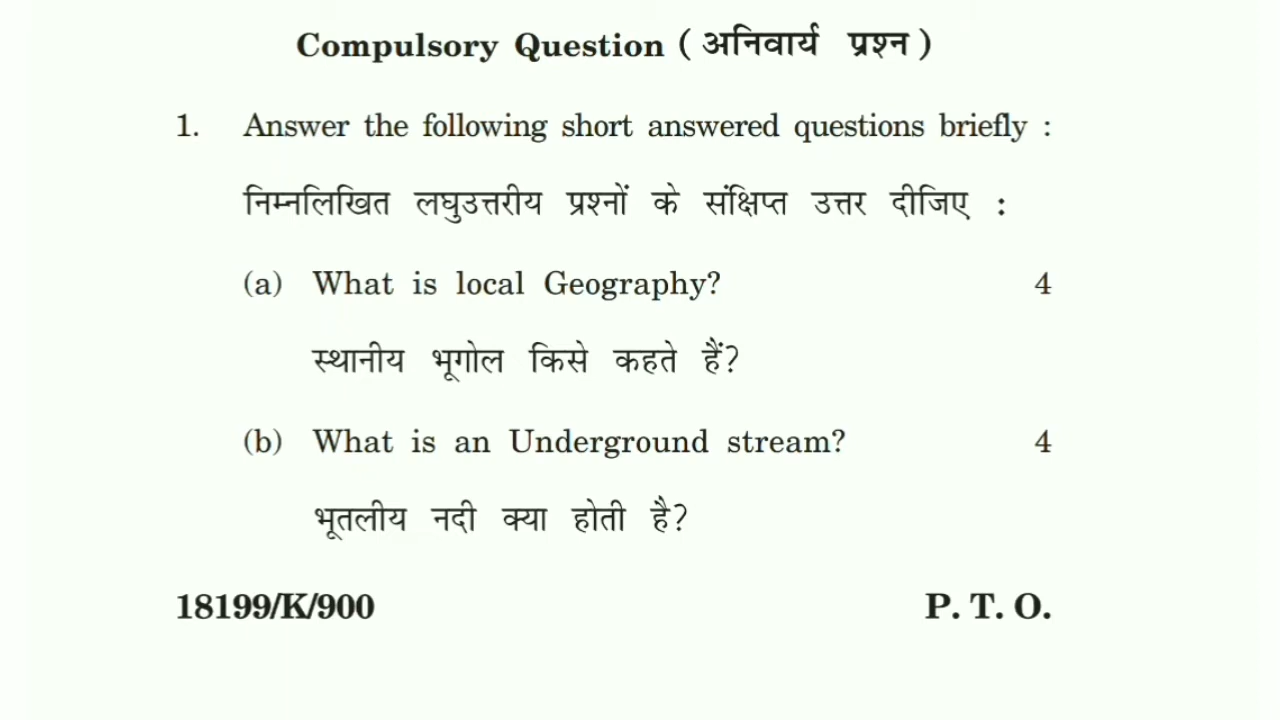 Compulsory Question ( अनिवार्य प्रश्न )
1. Answer the following short answered questions briefly :
निम्नलिखित लघुउत्तरीय प्रश्नों के संक्षिप्त उत्तर दीजिए :
(a) What is local Geography? 4
स्थानीय भूगोल किसे कहते हैं?
(b) What is an Underground stream? 4
भूतलीय नदी क्या होती है?
18199/K/900 P. T. O.